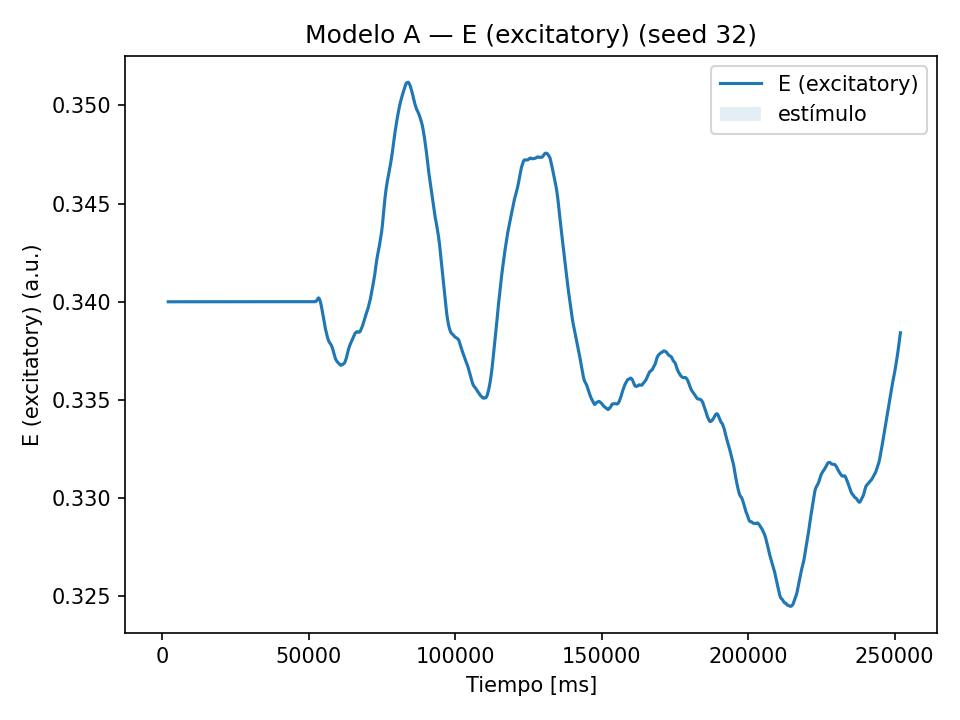 Modelo A — E (excitatory) (seed 32)
E (excitatory)
estímulo
0.350
0.345
0.340
0.335
0.330
0.325
E (excitatory) (a.u.)
0 50000 100000 150000 200000 250000
Tiempo [ms]